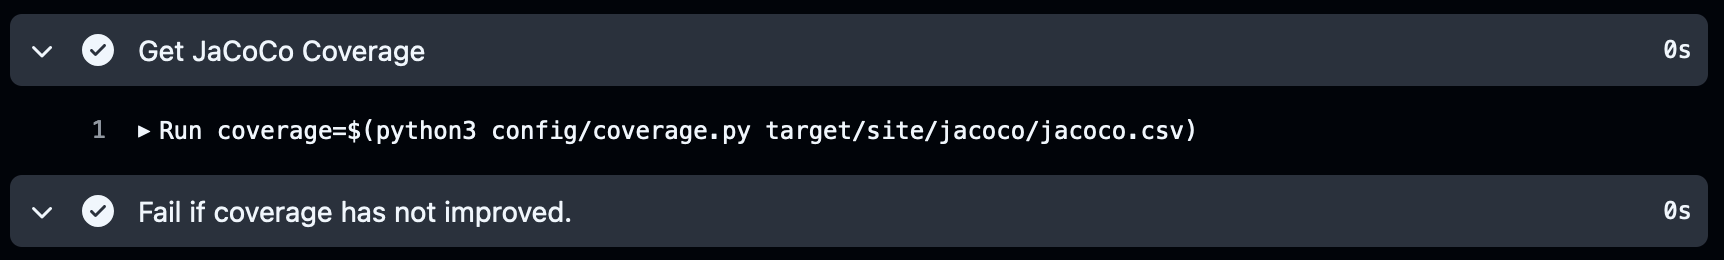 Get JaCoCo Coverage 0s
1 ▸ Run coverage=$(python3 config/coverage.py target/site/jacoco/jacoco.csv)
Fail if coverage has not improved. 0s